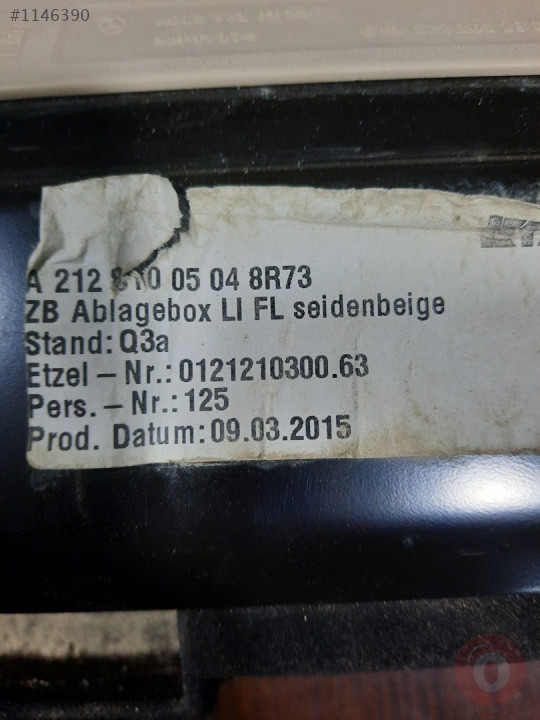 #1146390
A 212 810 05 04 8R73
ZB Ablagebox LI FL seidenbeige
Stand: Q3a
Etzel – Nr.: 0121210300.63
Pers. – Nr.: 125
Prod. Datum: 09.03.2015